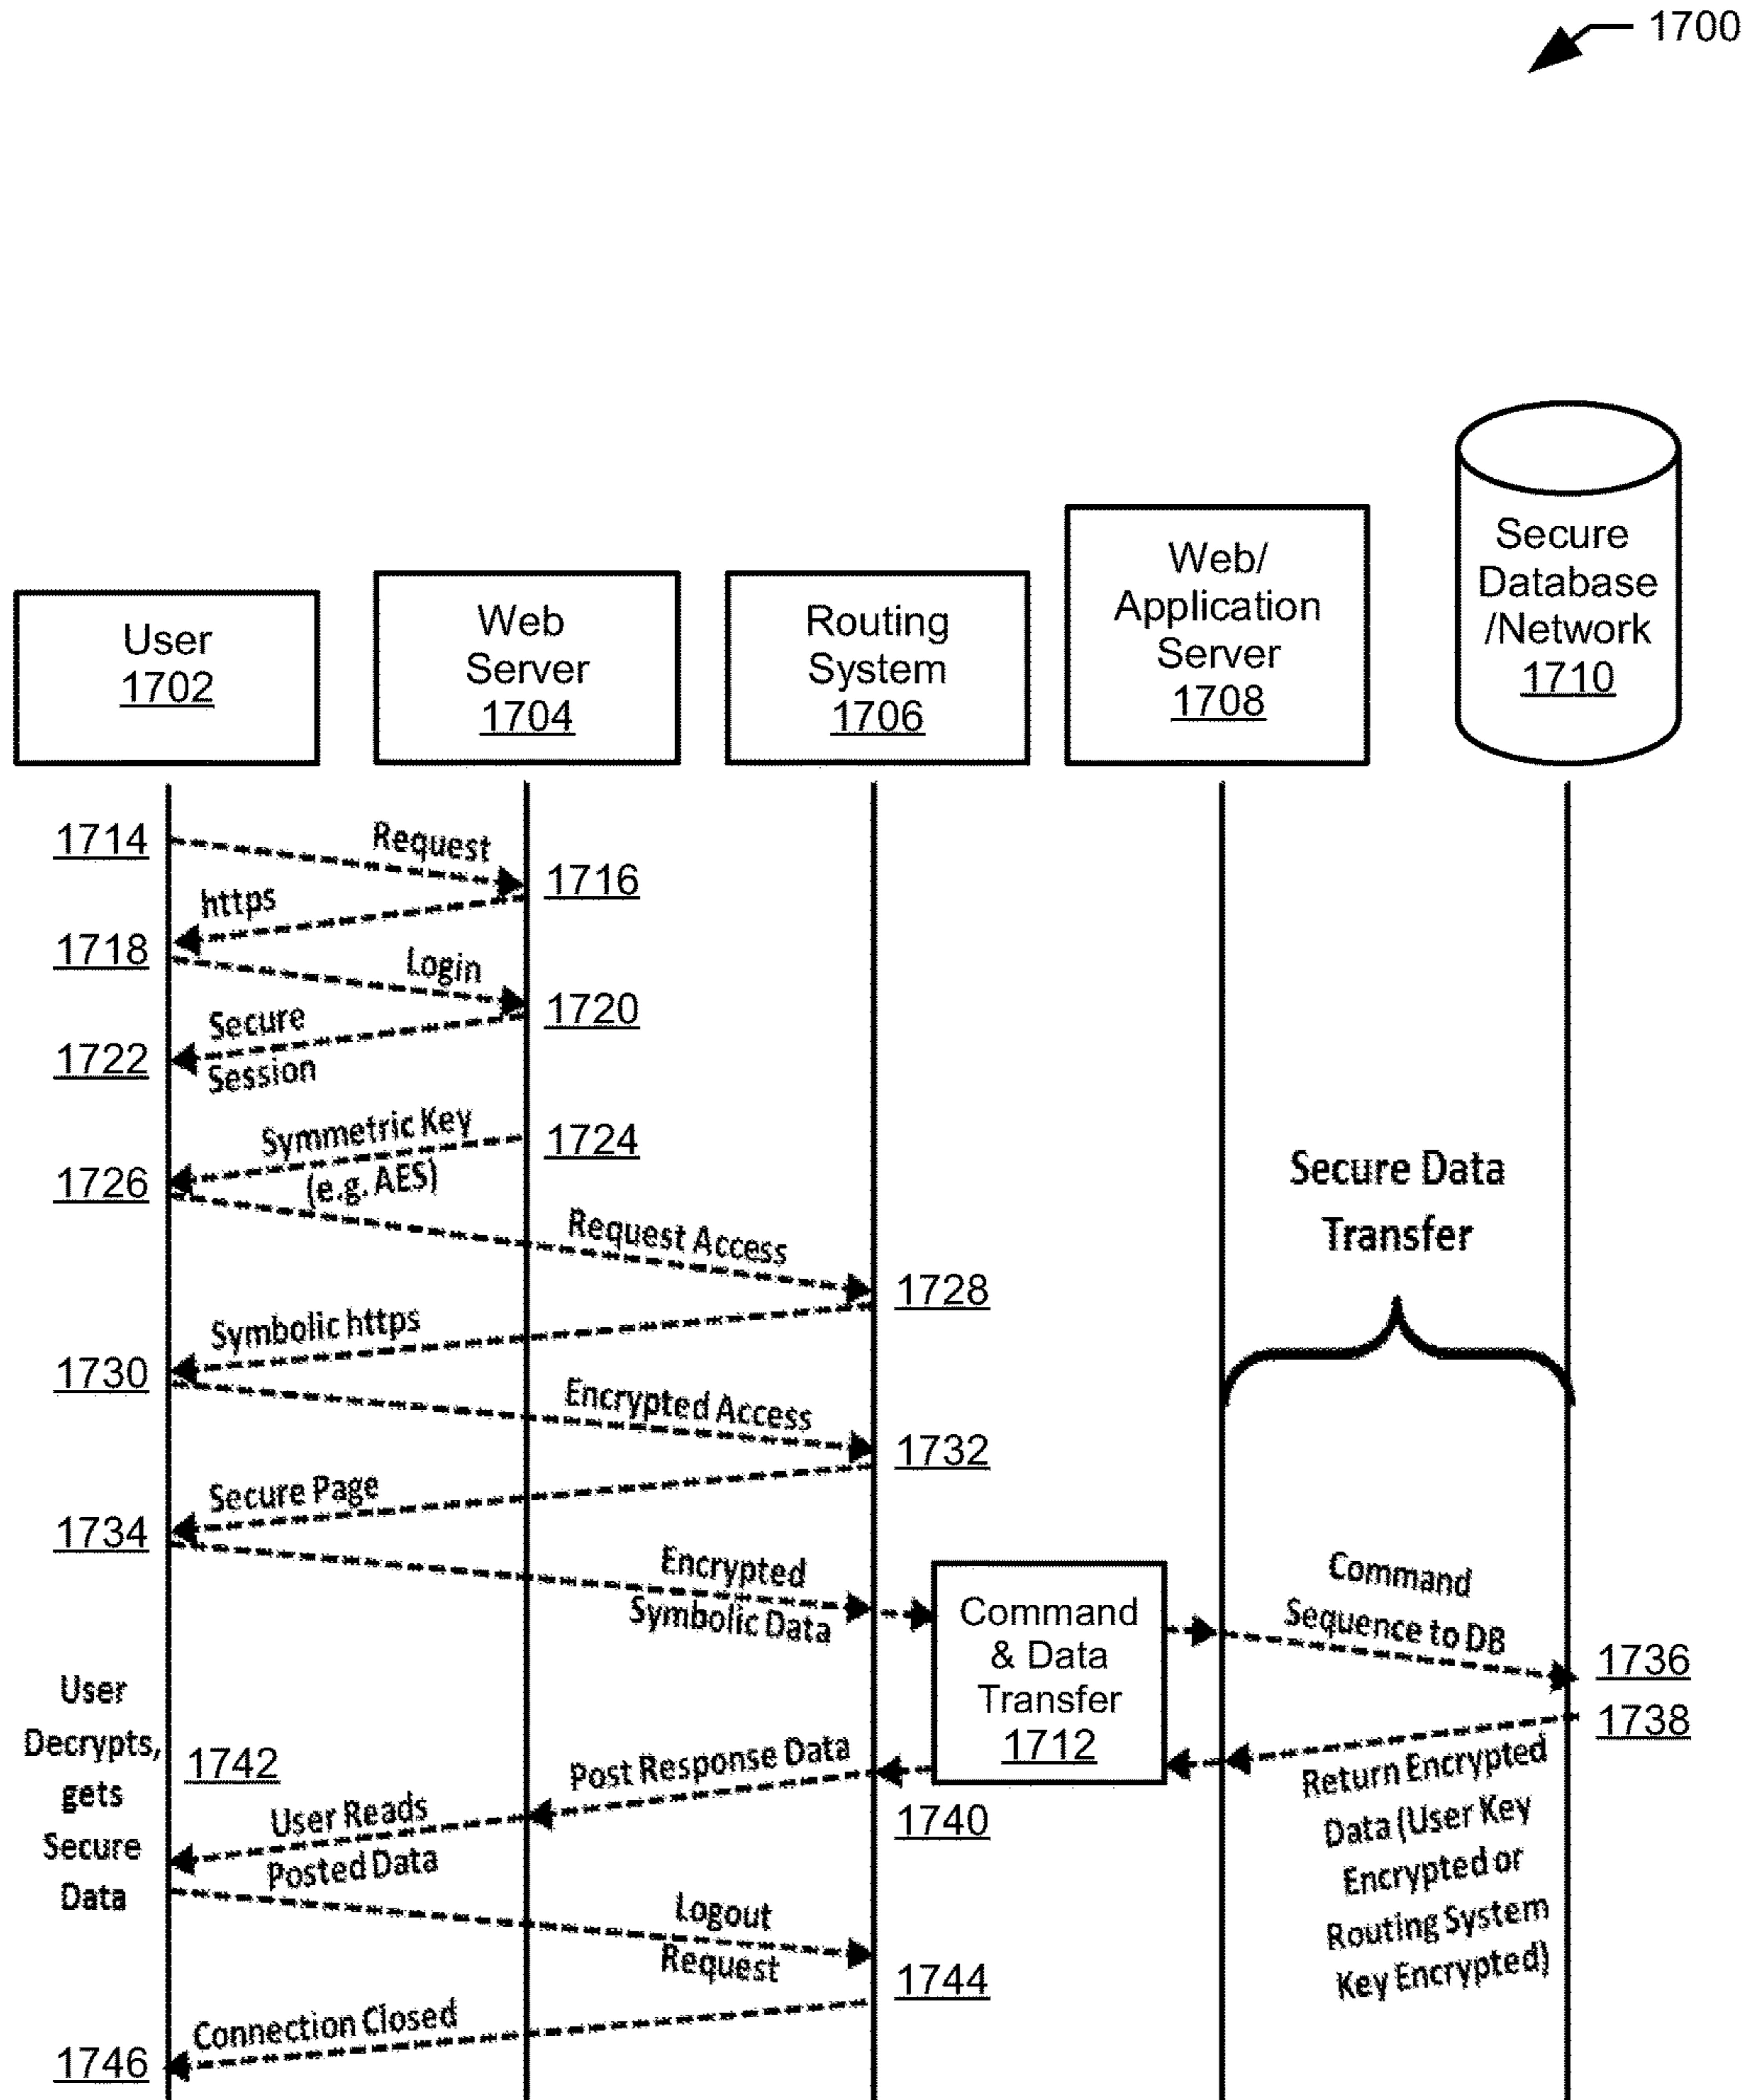 1700
User
1702
Web
Server
1704
Routing
System
1706
Web/
Application
Server
1708
Secure
Database
/Network
1710
1714
Request
1716
https
1718
Login
1720
Secure
Session
1722
Symmetric Key
(e.g. AES)
1724
1726
Request Access
1728
Symbolic https
1730
Encrypted Access
1732
Secure Page
1734
Encrypted
Symbolic Data
Command
& Data
Transfer
1712
Secure Data
Transfer
Command
Sequence to DB
1736
1738
Return Encrypted
Data (User Key
Encrypted or
Routing System
Key Encrypted)
Post Response Data
1740
User
Decrypts,
gets
Secure
Data
1742
User Reads
Posted Data
Logout
Request
1744
Connection Closed
1746